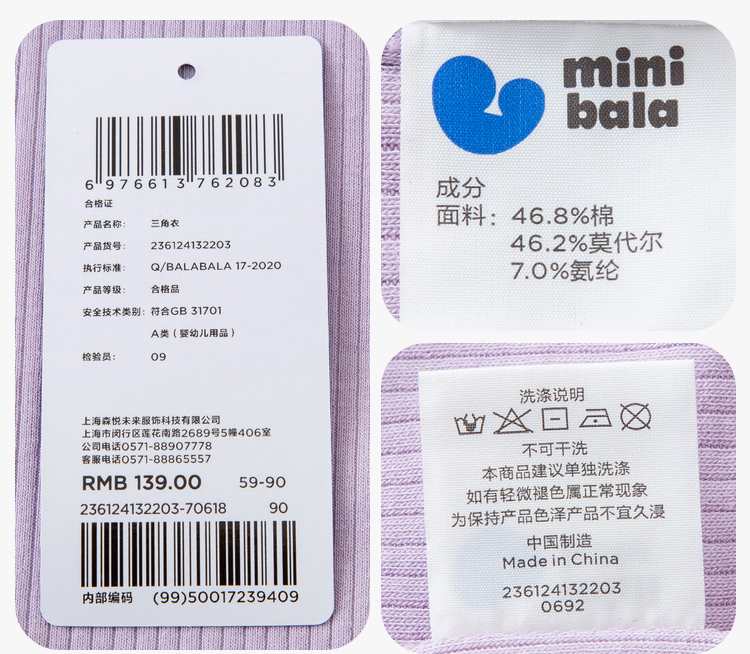 6 976613 762083
合格证
产品名称: 三角衣
产品货号: 236124132203
执行标准: Q/BALABALA 17-2020
产品等级: 合格品
安全技术类别: 符合GB 31701
A类（婴幼儿用品）
检验员: 09
上海森悦未来服饰科技有限公司
上海市闵行区莲花南路2689号5幢406室
公司电话0571-88907778
客服电话0571-88865557
RMB 139.00 59-90
236124132203-70618 90
内部编码 (99)50017239409
mini
bala
成分
面料: 46.8%棉
46.2%莫代尔
7.0%氨纶
洗涤说明
不可干洗
本商品建议单独洗涤
如有轻微褪色属正常现象
为保持产品色泽产品不宜久浸
中国制造
Made in China
236124132203
0692